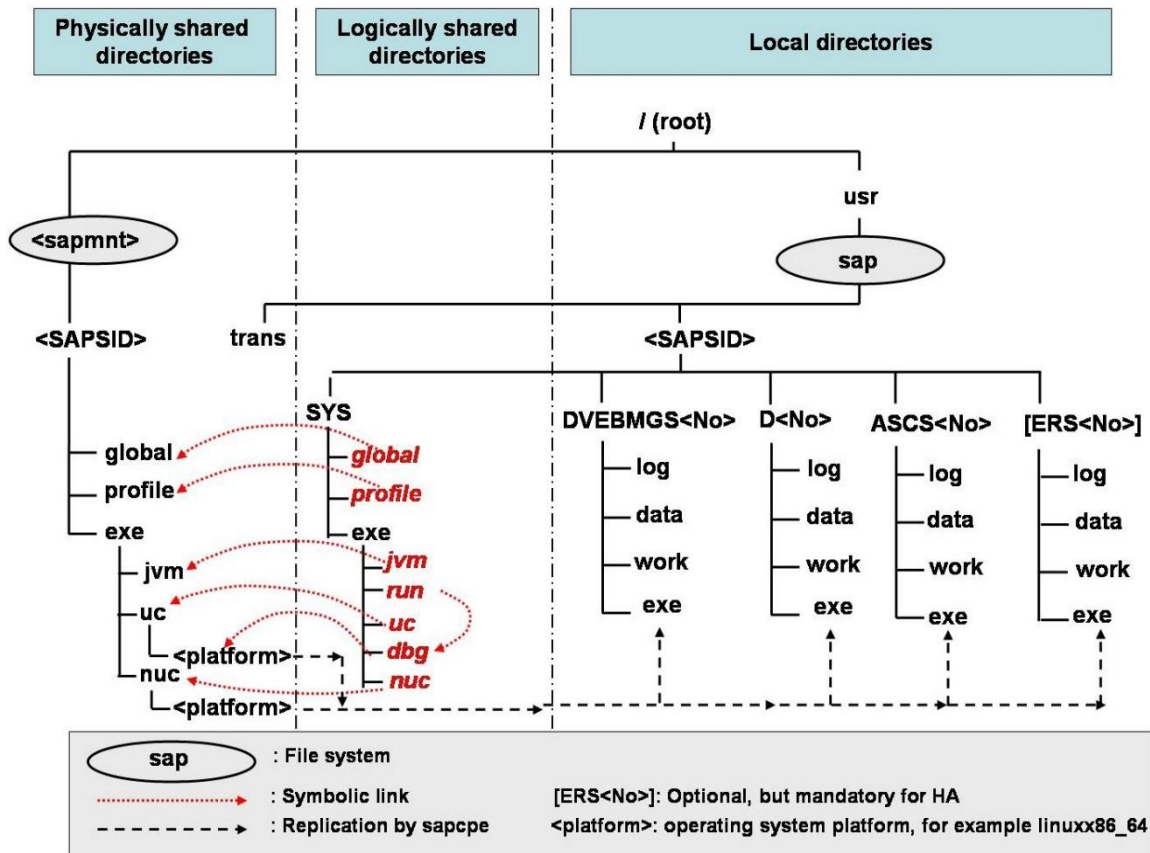 Physically shared
directories
Logically shared
directories
Local directories
/ (root)
usr
<sapmnt>
sap
<SAPSID>
trans
<SAPSID>
SYS
DVEBMGS<No>
D<No>
ASCS<No>
[ERS<No>]
global
profile
exe
jvm
uc
<platform>
nuc
<platform>
global
profile
exe
jvm
run
uc
dbg
nuc
log
data
work
exe
log
data
work
exe
log
data
work
exe
log
data
work
exe
sap
: File system
: Symbolic link
[ERS<No>]: Optional, but mandatory for HA
: Replication by sapcpe
<platform>: operating system platform, for example linuxx86_64